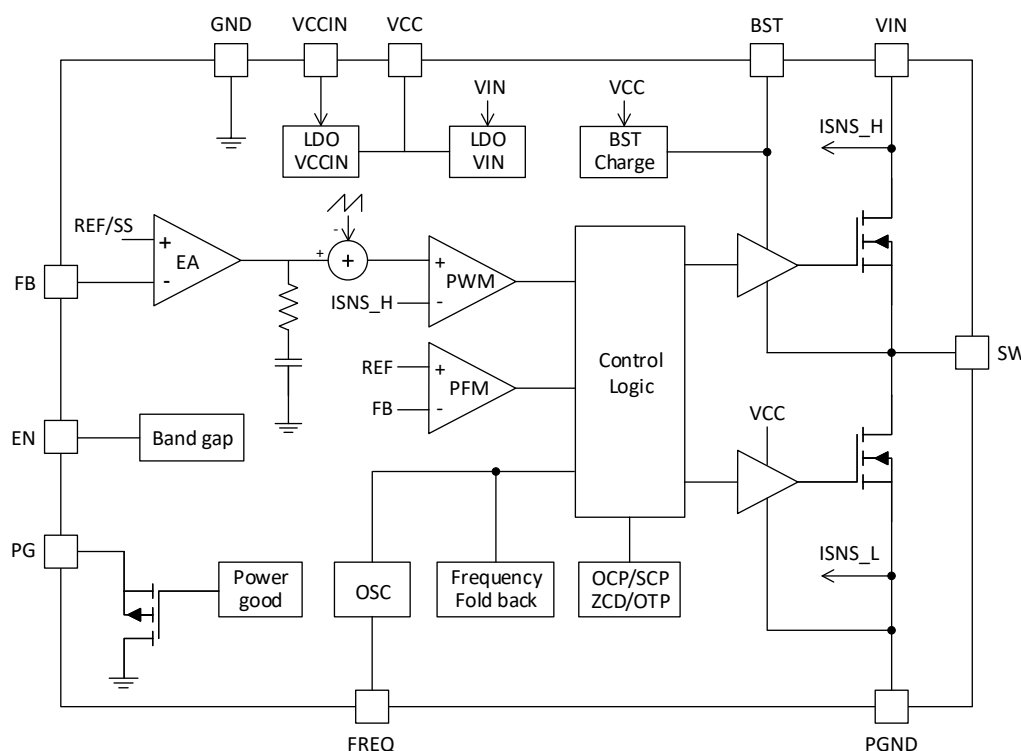 GND
VCCIN
VCC
BST
VIN
VIN
VCC
ISNS_H
LDO
VCCIN
LDO
VIN
BST
Charge
REF/SS
+
EA
-
FB
-
+
+
+
PWM
-
ISNS_H
REF
+
PFM
FB
-
Control
Logic
SW
EN
Band gap
VCC
PG
Power
good
OSC
Frequency
Fold back
OCP/SCP
ZCD/OTP
ISNS_L
FREQ
PGND